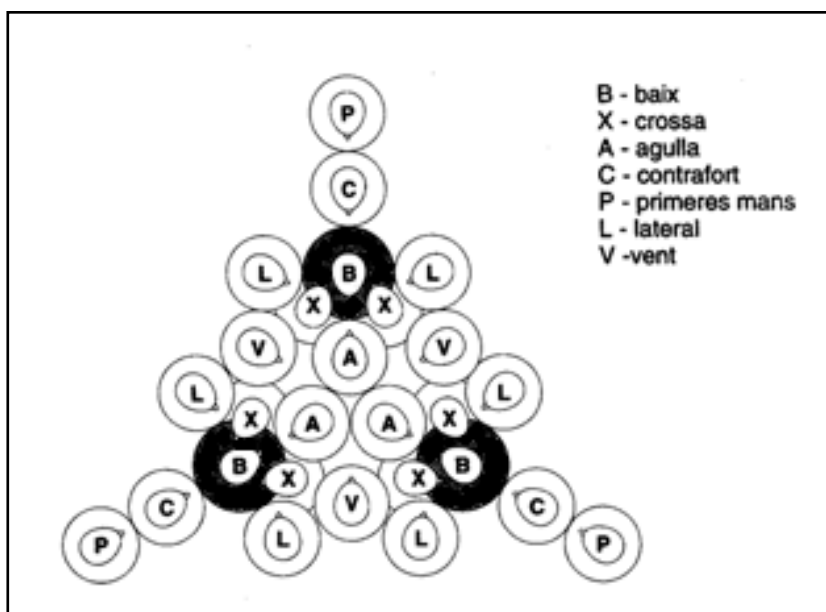 P
C
B - baix
X - crossa
A - agulla
C - contrafort
P - primeres mans
L - lateral
V -vent
L B L
X X
V A V
L L
X A A X
B B
X X
C V C
P L L P